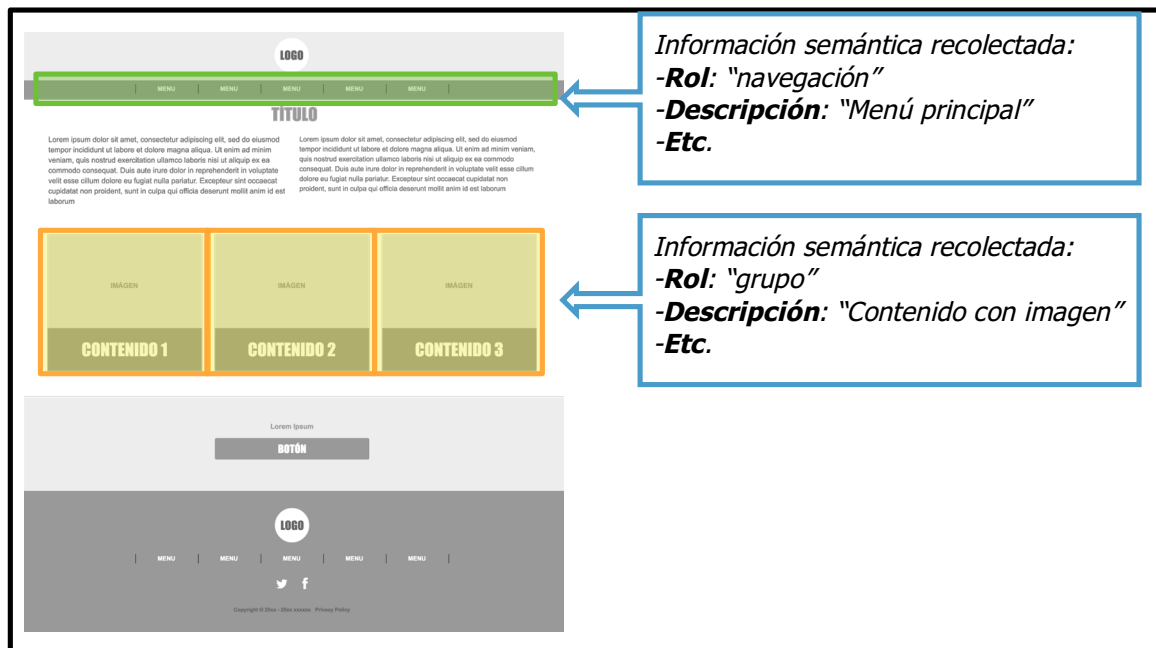 LOGO
MENU MENU MENU MENU MENU
TÍTULO
Lorem ipsum dolor sit amet, consectetur adipiscing elit, sed do eiusmod
tempor incididunt ut labore et dolore magna aliqua. Ut enim ad minim
veniam, quis nostrud exercitation ullamco laboris nisi ut aliquip ex ea
commodo consequat. Duis aute irure dolor in reprehenderit in voluptate
velit esse cillum dolore eu fugiat nulla pariatur. Excepteur sint occaecat
cupidatat non proident, sunt in culpa qui officia deserunt mollit anim id est
laborum
Lorem ipsum dolor sit amet, consectetur adipiscing elit, sed do eiusmod
tempor incididunt ut labore et dolore magna aliqua. Ut enim ad minim veniam,
quis nostrud exercitation ullamco laboris nisi ut aliquip ex ea commodo
consequat. Duis aute irure dolor in reprehenderit in voluptate velit esse cillum
dolore eu fugiat nulla pariatur. Excepteur sint occaecat cupidatat non
proident, sunt in culpa qui officia deserunt mollit anim id est laborum
IMÁGEN IMÁGEN IMÁGEN
CONTENIDO 1 CONTENIDO 2 CONTENIDO 3
Lorem Ipsum
BOTÓN
LOGO
MENU MENU MENU MENU MENU
Copyright © 20xx - 20xx xxxxxx Privacy Policy
Información semántica recolectada:
-Rol: “navegación”
-Descripción: “Menú principal”
-Etc.
Información semántica recolectada:
-Rol: “grupo”
-Descripción: “Contenido con imagen”
-Etc.